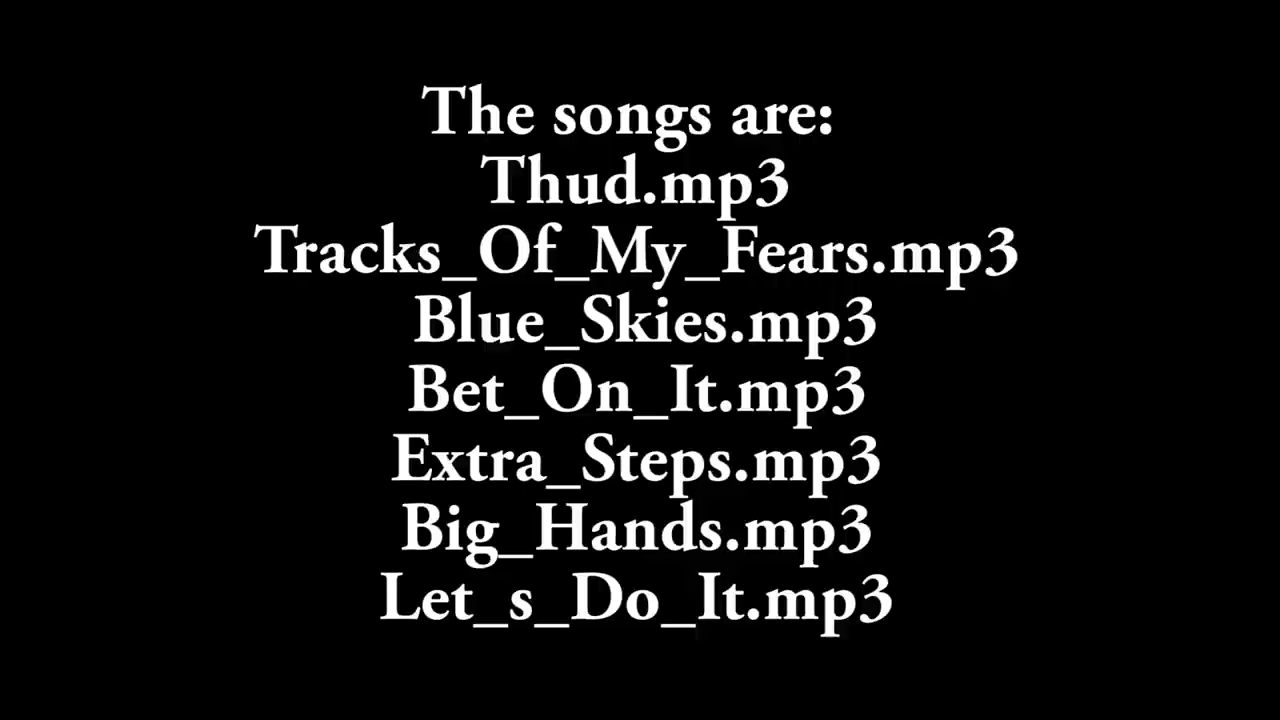 The songs are:
Thud.mp3
Tracks_Of_My_Fears.mp3
Blue_Skies.mp3
Bet_On_It.mp3
Extra_Steps.mp3
Big_Hands.mp3
Let_s_Do_It.mp3